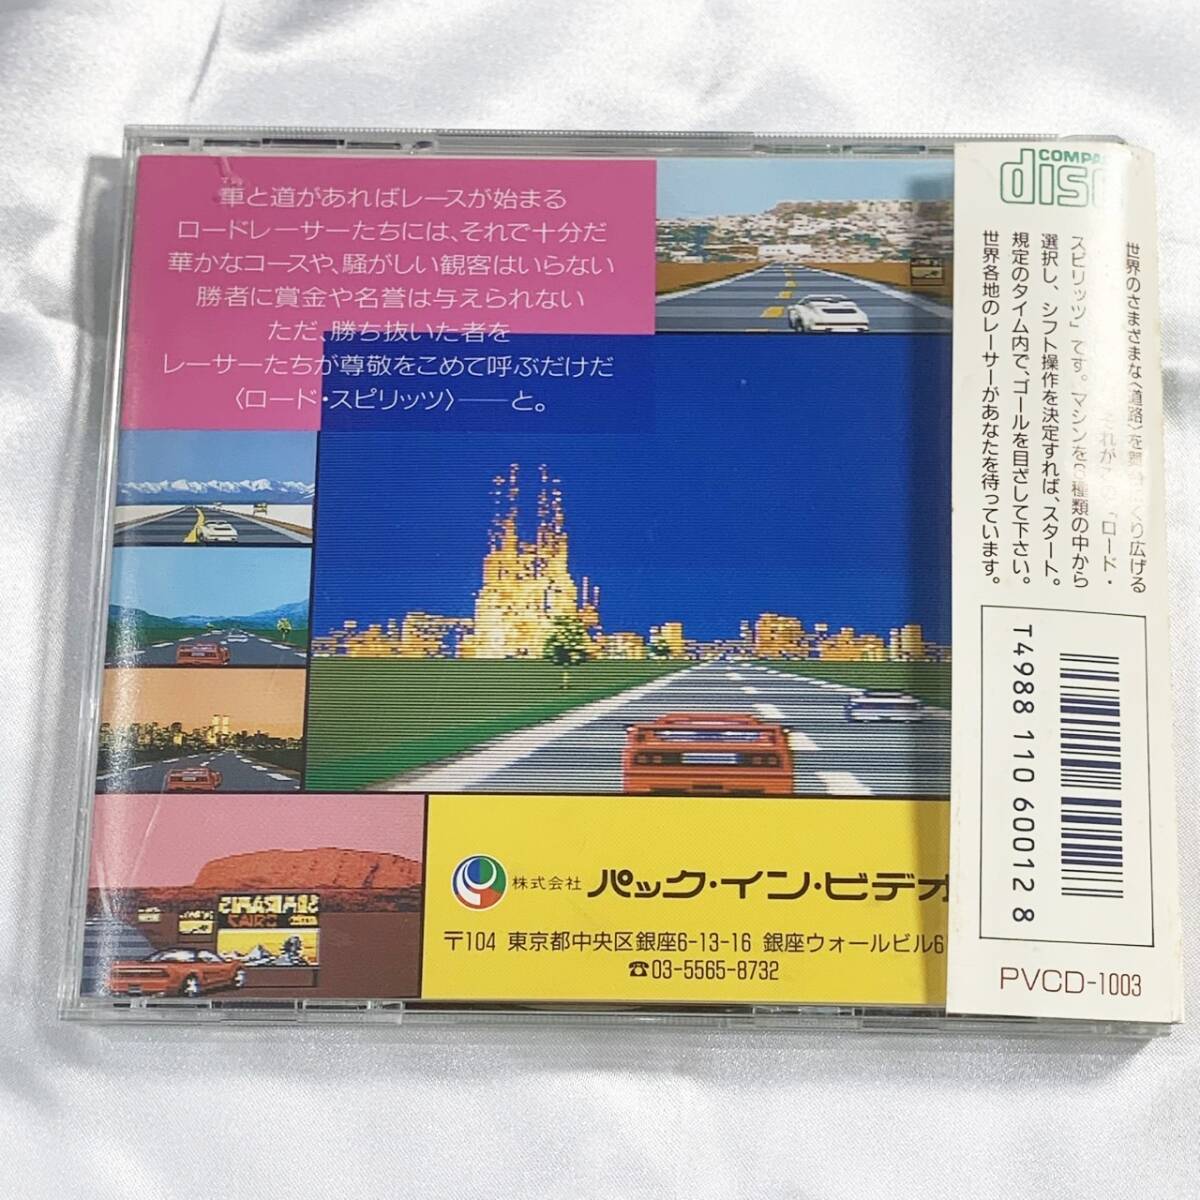 マシン
車と道があればレースが始まる
ロードレーサーたちには、それで十分だ
華かなコースや、騒がしい観客はいらない
勝者に賞金や名誉は与えられない
ただ、勝ち抜いた者を
レーサーたちが尊敬をこめて呼ぶだけだ
〈ロード・スピリッツ〉——と。
株式会社 パック・イン・ビデオ
〒104 東京都中央区銀座6-13-16 銀座ウォールビル6
☎03-5565-8732
COMPA
disc
世界のさまざまな〈道路〉を
くり広げる
それが
『ロード・
スピリッツ』です。マシンを6種類の中から
選択し、シフト操作を決定すれば、スタート。
規定のタイム内で、ゴールを目ざして下さい。
世界各地のレーサーがあなたを待っています。
T4988110600128
PVCD-1003